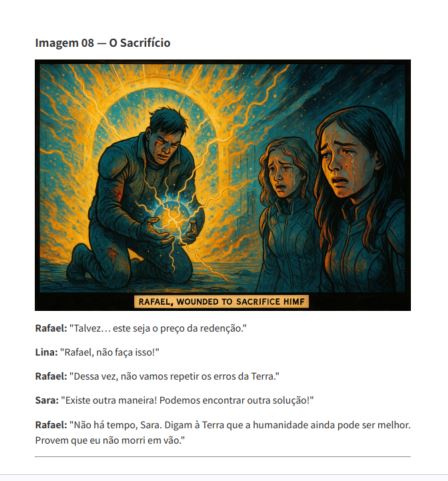 Imagem 08 — O Sacrifício
RAFAEL, WOUNDED TO SACRIFICE HIMF
Rafael: "Talvez… este seja o preço da redenção."
Lina: "Rafael, não faça isso!"
Rafael: "Dessa vez, não vamos repetir os erros da Terra."
Sara: "Existe outra maneira! Podemos encontrar outra solução!"
Rafael: "Não há tempo, Sara. Digam à Terra que a humanidade ainda pode ser melhor.
Provem que eu não morri em vão."